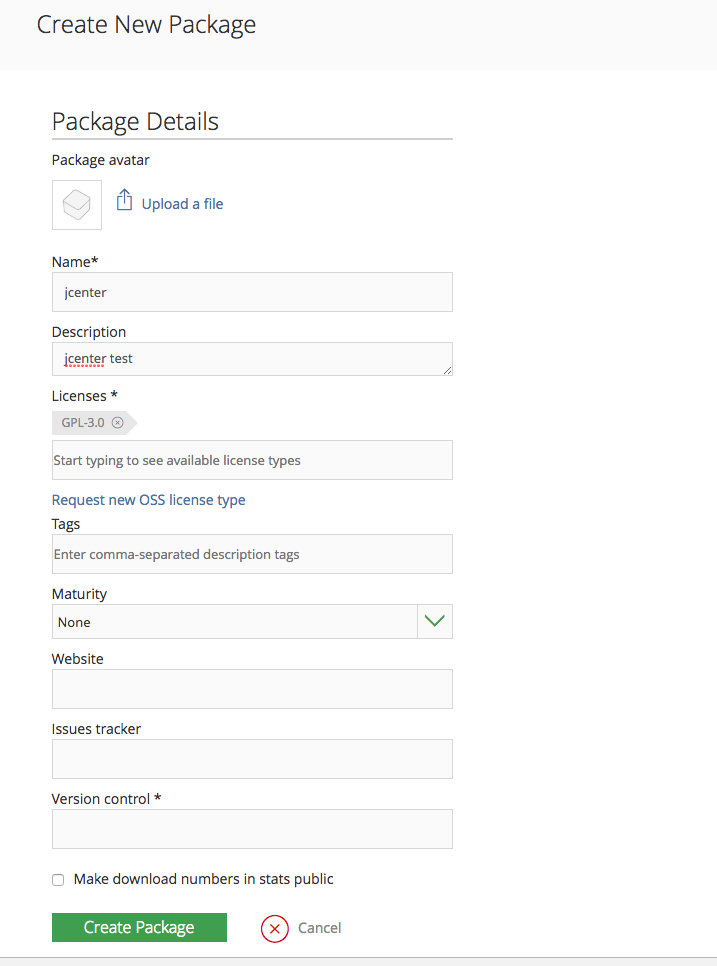 Create New Package
Package Details
Package avatar
Upload a file
Name*
jcenter
Description
jcenter test
Licenses *
GPL-3.0
Start typing to see available license types
Request new OSS license type
Tags
Enter comma-separated description tags
Maturity
None
Website
Issues tracker
Version control *
Make download numbers in stats public
Create Package
Cancel